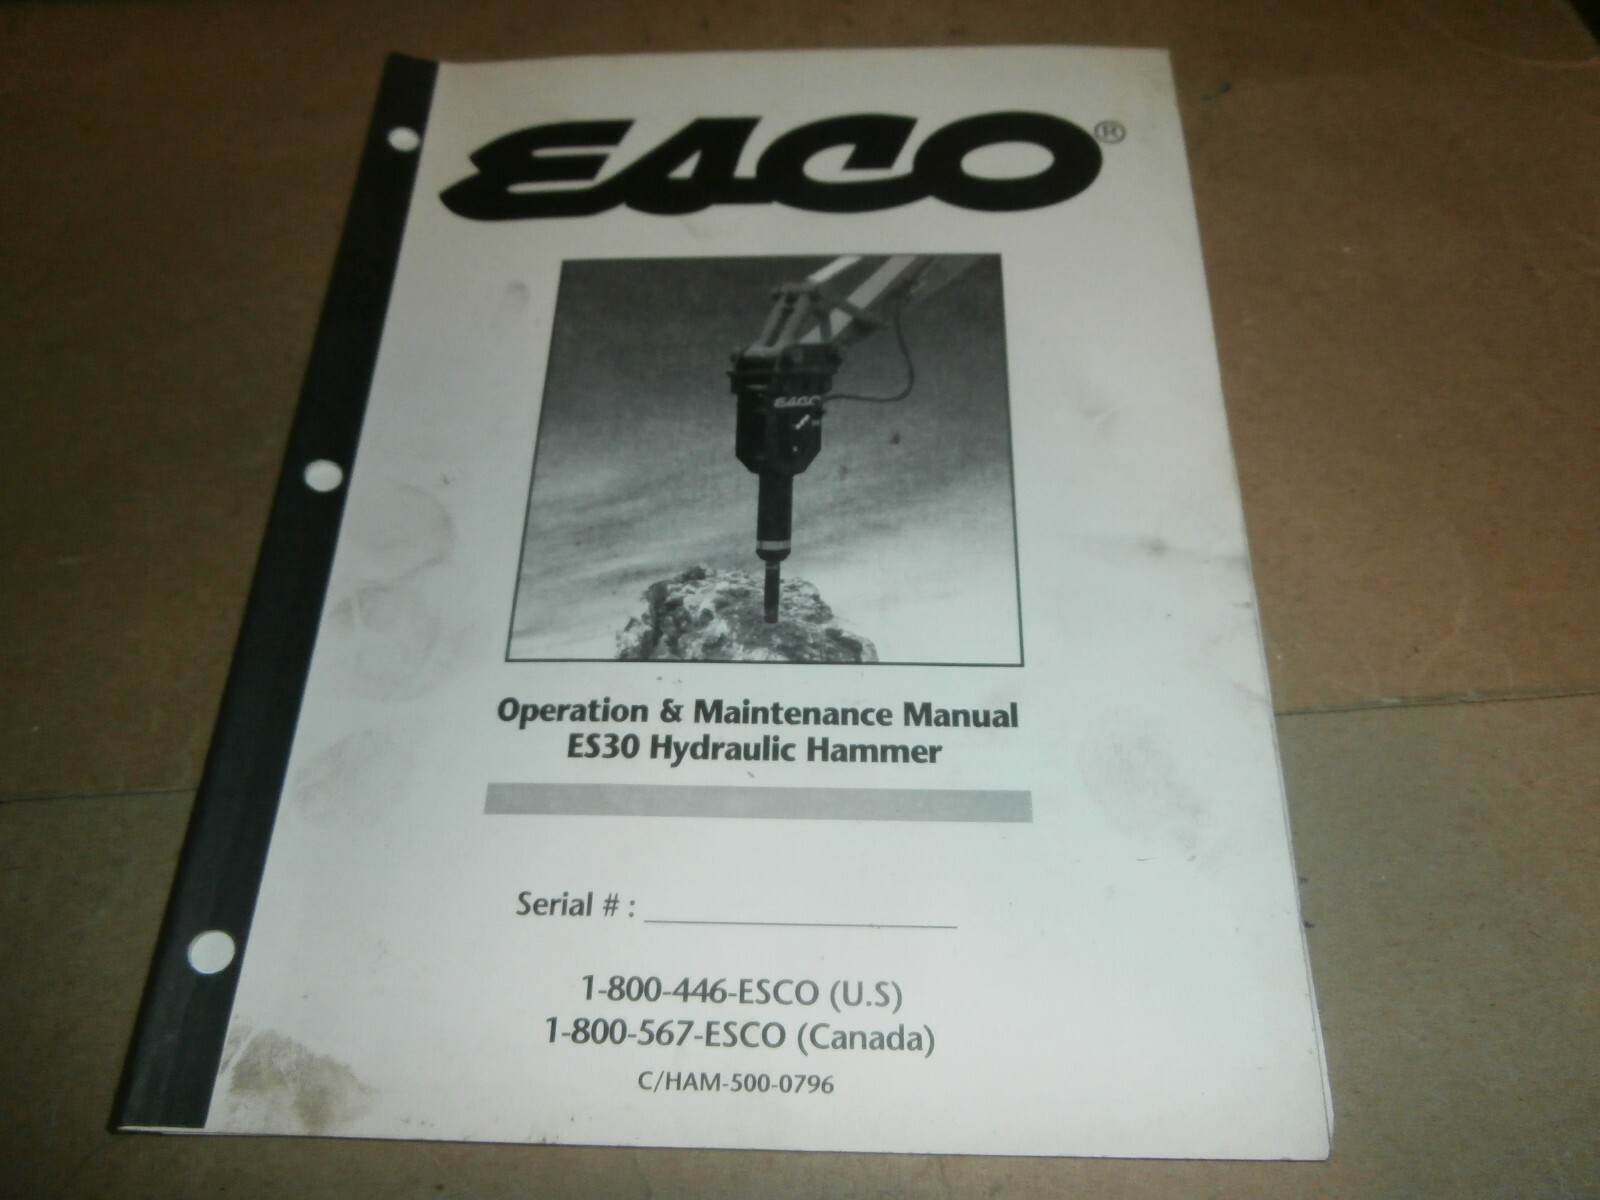 ESCO®
ESCO
Operation & Maintenance Manual
ES30 Hydraulic Hammer
Serial # :
1-800-446-ESCO (U.S)
1-800-567-ESCO (Canada)
C/HAM-500-0796